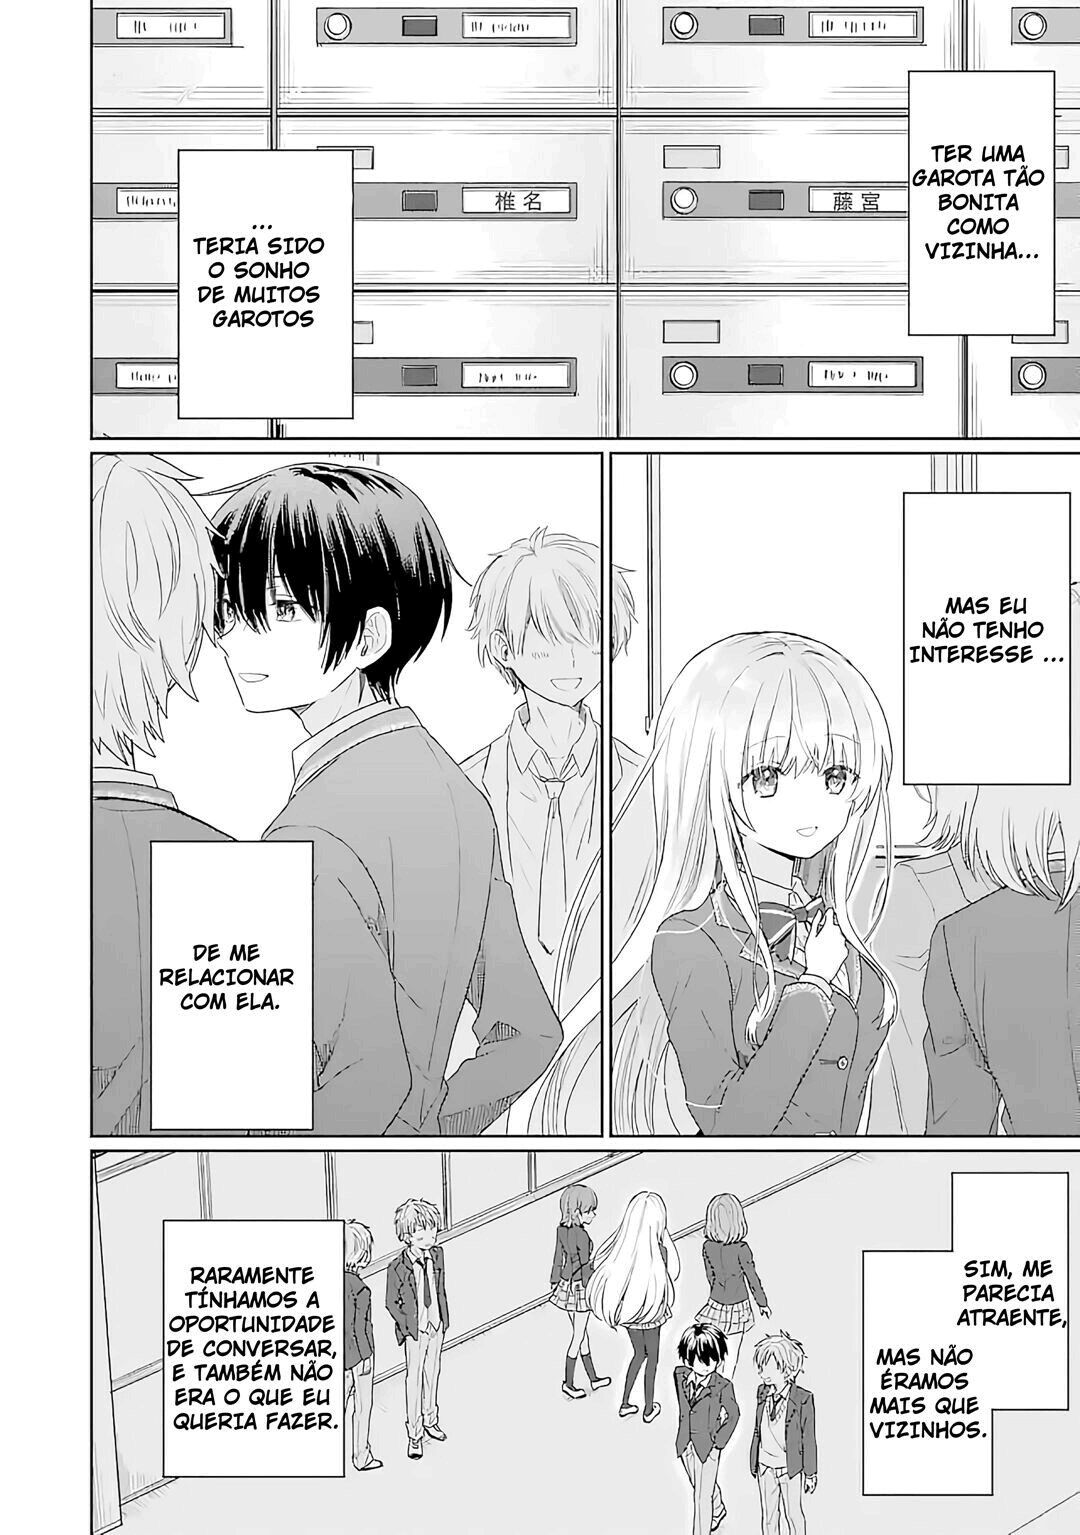 TER UMA
GAROTA TÃO
BONITA
COMO
VIZINHA...
藤宮
椎名
...
TERIA SIDO
O SONHO
DE MUITOS
GAROTOS
MAS EU
NÃO TENHO
INTERESSE ...
DE ME
RELACIONAR
COM ELA.
SIM, ME
PARECIA
ATRAENTE,
MAS NÃO
ÉRAMOS
MAIS QUE
VIZINHOS.
RARAMENTE
TÍNHAMOS A
OPORTUNIDADE
DE CONVERSAR,
E TAMBÉM NÃO
ERA O QUE EU
QUERIA FAZER.